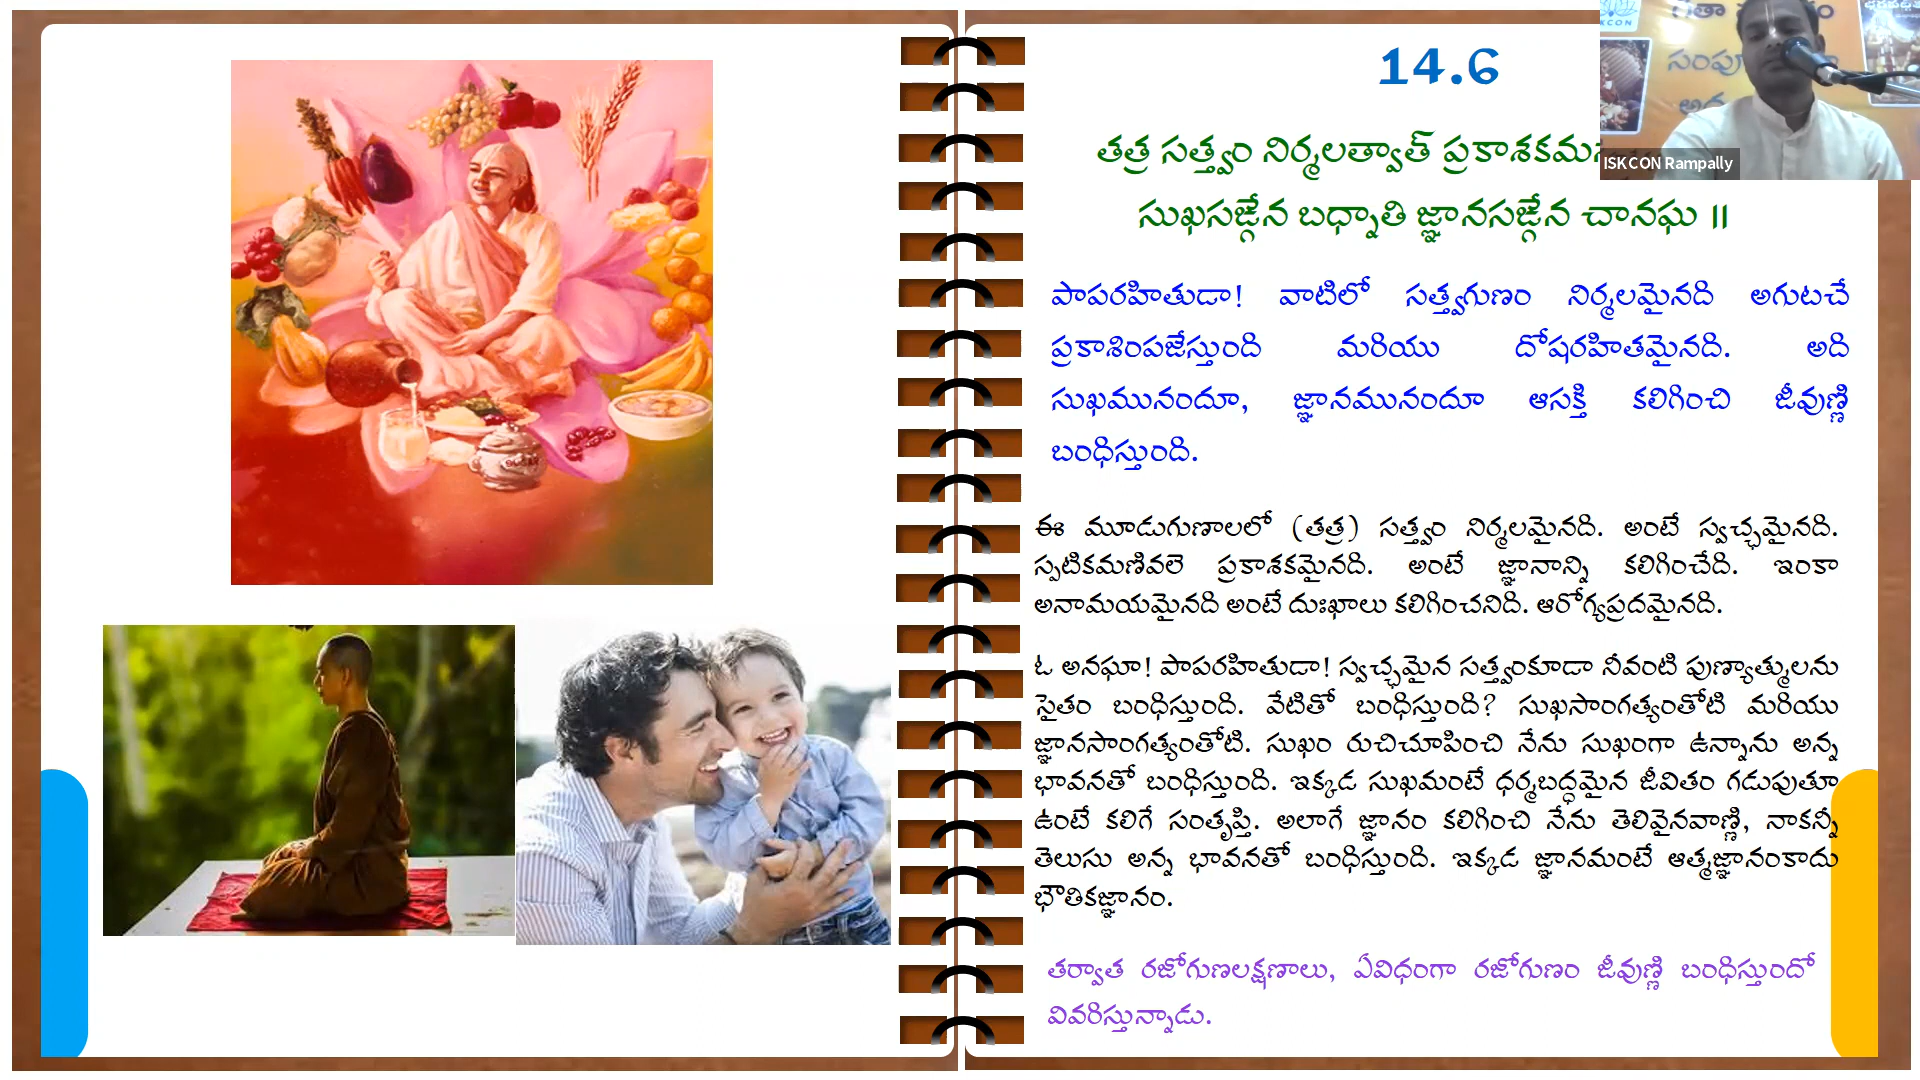 14.6
తత్ర సత్త్వం నిర్మలత్వాత్ ప్రకాశకమ
సుఖసఙ్గేన బధ్నాతి జ్ఞానసఙ్గేన చానఘ ॥
పాపరహితుడా! వాటిలో సత్త్వగుణం నిర్మలమైనది అగుటచే
ప్రకాశింపజేస్తుంది మరియు దోషరహితమైనది. అది
సుఖమునందూ, జ్ఞానమునందూ ఆసక్తి కలిగించి జీవుణ్ణి
బంధిస్తుంది.
ఈ మూడుగుణాలలో (తత్ర) సత్త్వం నిర్మలమైనది. అంటే స్వచ్ఛమైనది.
స్పటికమణివలె ప్రకాశకమైనది. అంటే జ్ఞానాన్ని కలిగించేది. ఇంకా
అనామయమైనది అంటే దుఃఖాలు కలిగించనిది. ఆరోగ్యప్రదమైనది.
ఓ అనఘా! పాపరహితుడా! స్వచ్ఛమైన సత్త్వంకూడా నీవంటి పుణ్యాత్ములను
సైతం బంధిస్తుంది. వేటితో బంధిస్తుంది? సుఖసాంగత్యంతోటి మరియు
జ్ఞానసాంగత్యంతోటి. సుఖం రుచిచూపించి నేను సుఖంగా ఉన్నాను అన్న
భావనతో బంధిస్తుంది. ఇక్కడ సుఖమంటే ధర్మబద్ధమైన జీవితం గడుపుతూ
ఉంటే కలిగే సంతృప్తి. అలాగే జ్ఞానం కలిగించి నేను తెలివైనవాణ్ణి, నాకన్నీ
తెలుసు అన్న భావనతో బంధిస్తుంది. ఇక్కడ జ్ఞానమంటే ఆత్మజ్ఞానంకాదు
భౌతికజ్ఞానం.
తర్వాత రజోగుణలక్షణాలు, ఏవిధంగా రజోగుణం జీవుణ్ణి బంధిస్తుందో
వివరిస్తున్నాడు.
ISKCON Rampally